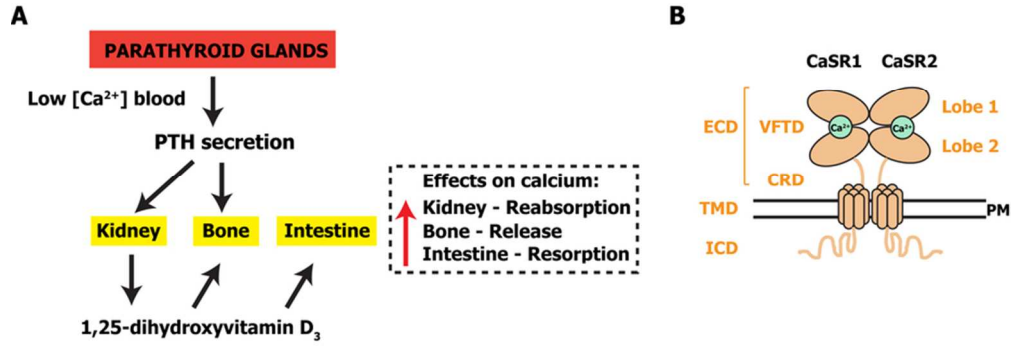 A
PARATHYROID GLANDS
Low [Ca²⁺] blood
PTH secretion
Kidney
Bone
Intestine
1,25-dihydroxyvitamin D₃
Effects on calcium:
Kidney - Reabsorption
Bone - Release
Intestine - Resorption
B
CaSR1
CaSR2
ECD
VFTD
Ca²⁺
Ca²⁺
Lobe 1
Lobe 2
CRD
TMD
PM
ICD